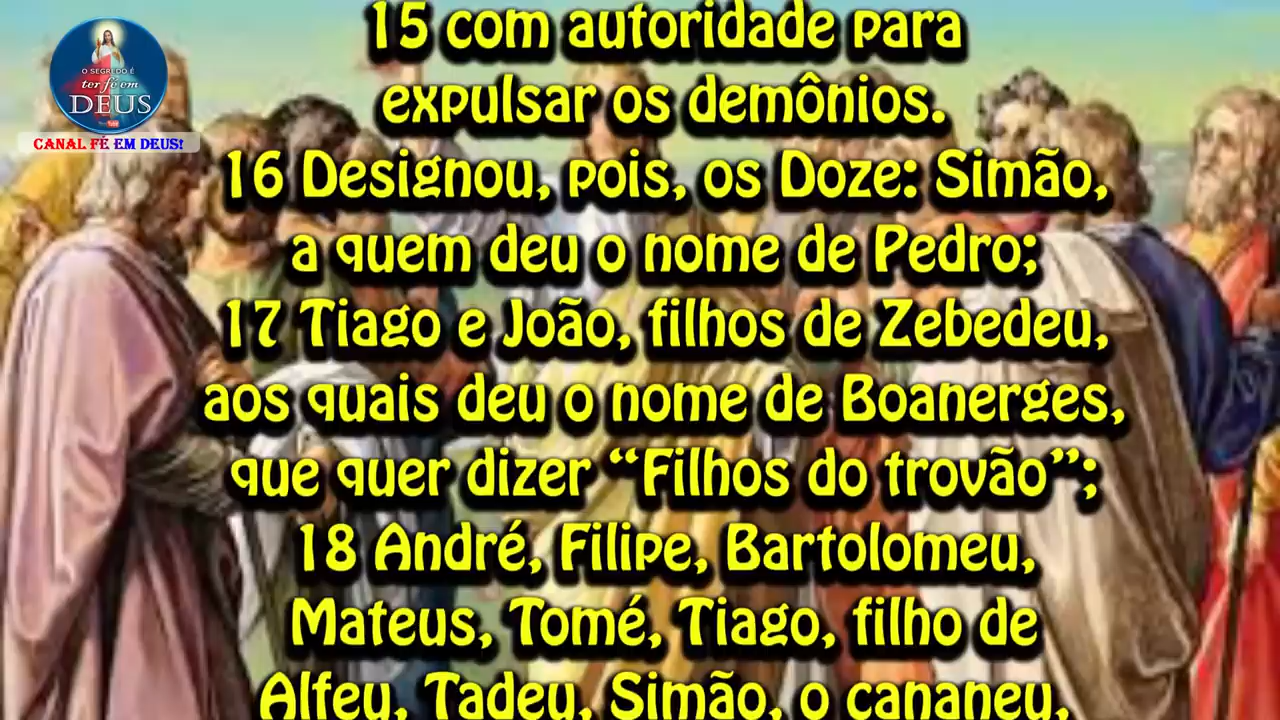 15 com autoridade para
expulsar os demônios.
16 Designou, pois, os Doze: Simão,
a quem deu o nome de Pedro;
17 Tiago e João, filhos de Zebedeu,
aos quais deu o nome de Boanerges,
que quer dizer “Filhos do trovão”;
18 André, Filipe, Bartolomeu,
Mateus, Tomé, Tiago, filho de
Alfeu, Tadeu, Simão, o cananeu,
O SEGREDO É
ter fé em
DEUS
CANAL FÉ EM DEUS!